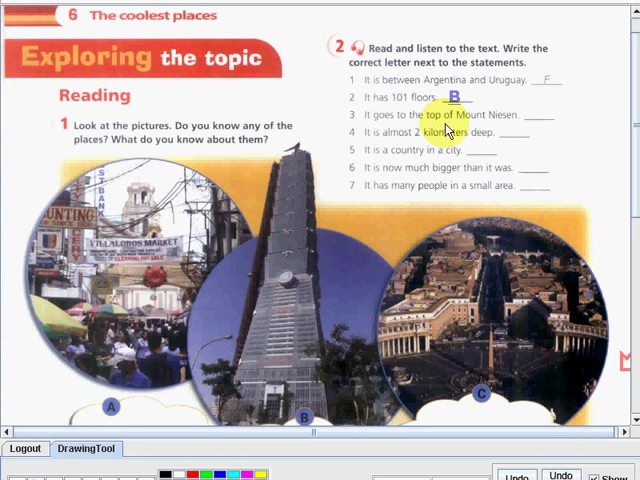 6 The coolest places
Exploring the topic
Reading
1 Look at the pictures. Do you know any of the
places? What do you know about them?
2 Read and listen to the text. Write the
correct letter next to the statements.
1 It is between Argentina and Uruguay. F
2 It has 101 floors. B
3 It goes to the top of Mount Niesen.
4 It is almost 2 kilometers deep.
5 It is a country in a city.
6 It is now much bigger than it was.
7 It has many people in a small area.
ST BANK
UNTING
VILLALOBOS MARKET
A
B
C
Logout
DrawingTool
Undo
Undo
Show